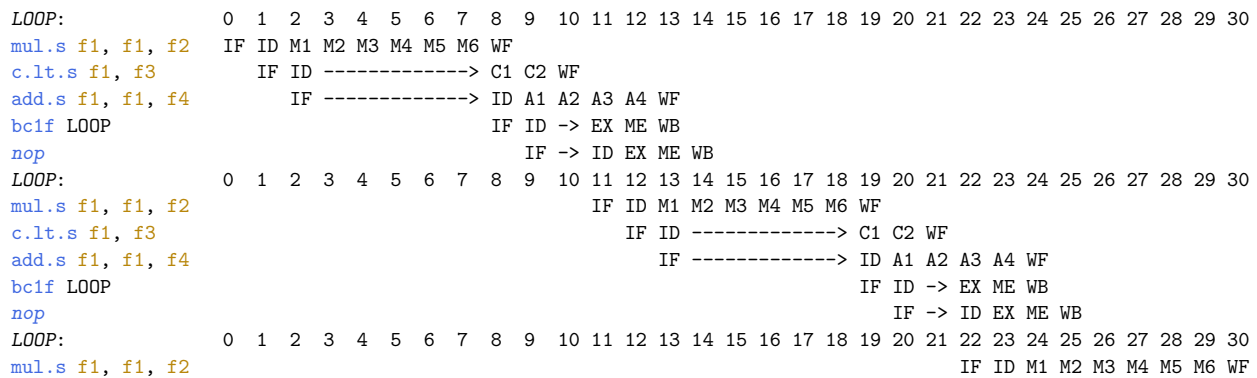 LOOP: 0 1 2 3 4 5 6 7 8 9 10 11 12 13 14 15 16 17 18 19 20 21 22 23 24 25 26 27 28 29 30
mul.s f1, f1, f2 IF ID M1 M2 M3 M4 M5 M6 WF
c.lt.s f1, f3 IF ID -------------> C1 C2 WF
add.s f1, f1, f4 IF -------------> ID A1 A2 A3 A4 WF
bc1f LOOP IF ID -> EX ME WB
nop IF -> ID EX ME WB
LOOP: 0 1 2 3 4 5 6 7 8 9 10 11 12 13 14 15 16 17 18 19 20 21 22 23 24 25 26 27 28 29 30
mul.s f1, f1, f2 IF ID M1 M2 M3 M4 M5 M6 WF
c.lt.s f1, f3 IF ID -------------> C1 C2 WF
add.s f1, f1, f4 IF -------------> ID A1 A2 A3 A4 WF
bc1f LOOP IF ID -> EX ME WB
nop IF -> ID EX ME WB
LOOP: 0 1 2 3 4 5 6 7 8 9 10 11 12 13 14 15 16 17 18 19 20 21 22 23 24 25 26 27 28 29 30
mul.s f1, f1, f2 IF ID M1 M2 M3 M4 M5 M6 WF